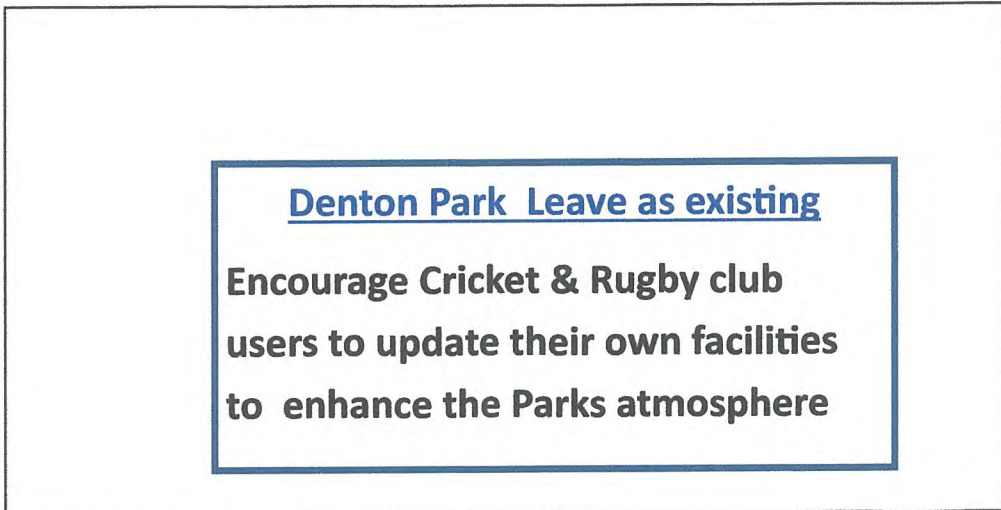 Denton Park Leave as existing
Encourage Cricket & Rugby club
users to update their own facilities
to enhance the Parks atmosphere